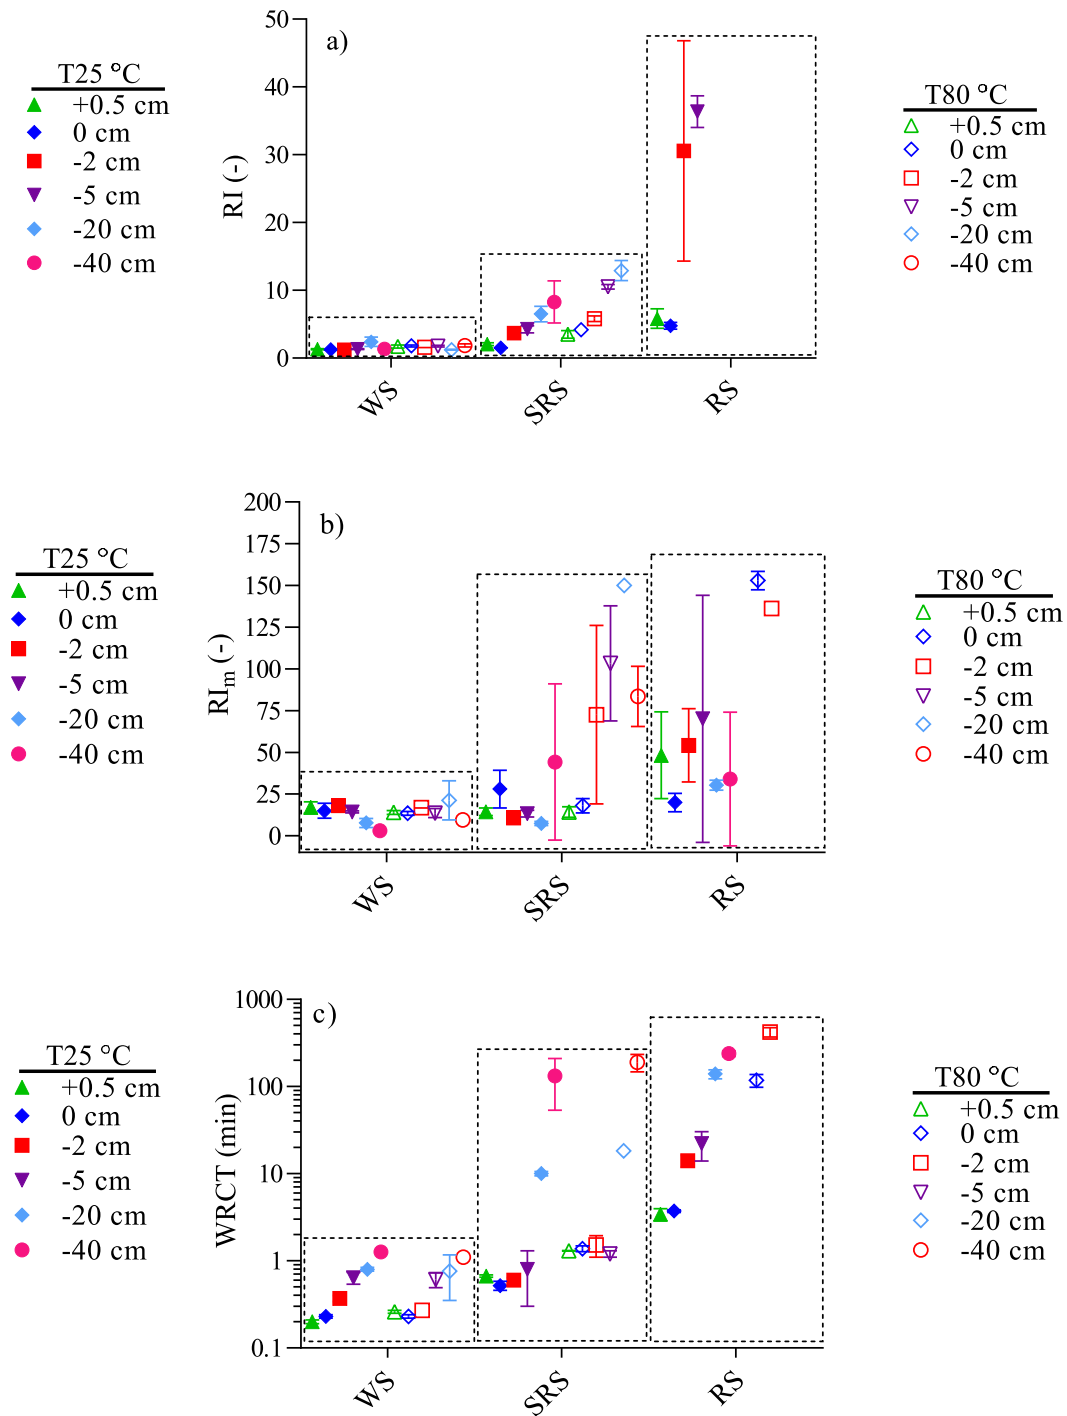 a)
T25 °C
+0.5 cm
0 cm
-2 cm
-5 cm
-20 cm
-40 cm
RI (-)
50
40
30
20
10
0
WS
SRS
RS
T80 °C
+0.5 cm
0 cm
-2 cm
-5 cm
-20 cm
-40 cm
b)
T25 °C
+0.5 cm
0 cm
-2 cm
-5 cm
-20 cm
-40 cm
RIm (-)
200
175
150
125
100
75
50
25
0
WS
SRS
RS
T80 °C
+0.5 cm
0 cm
-2 cm
-5 cm
-20 cm
-40 cm
c)
T25 °C
+0.5 cm
0 cm
-2 cm
-5 cm
-20 cm
-40 cm
WRCT (min)
1000
100
10
1
0.1
WS
SRS
RS
T80 °C
+0.5 cm
0 cm
-2 cm
-5 cm
-20 cm
-40 cm